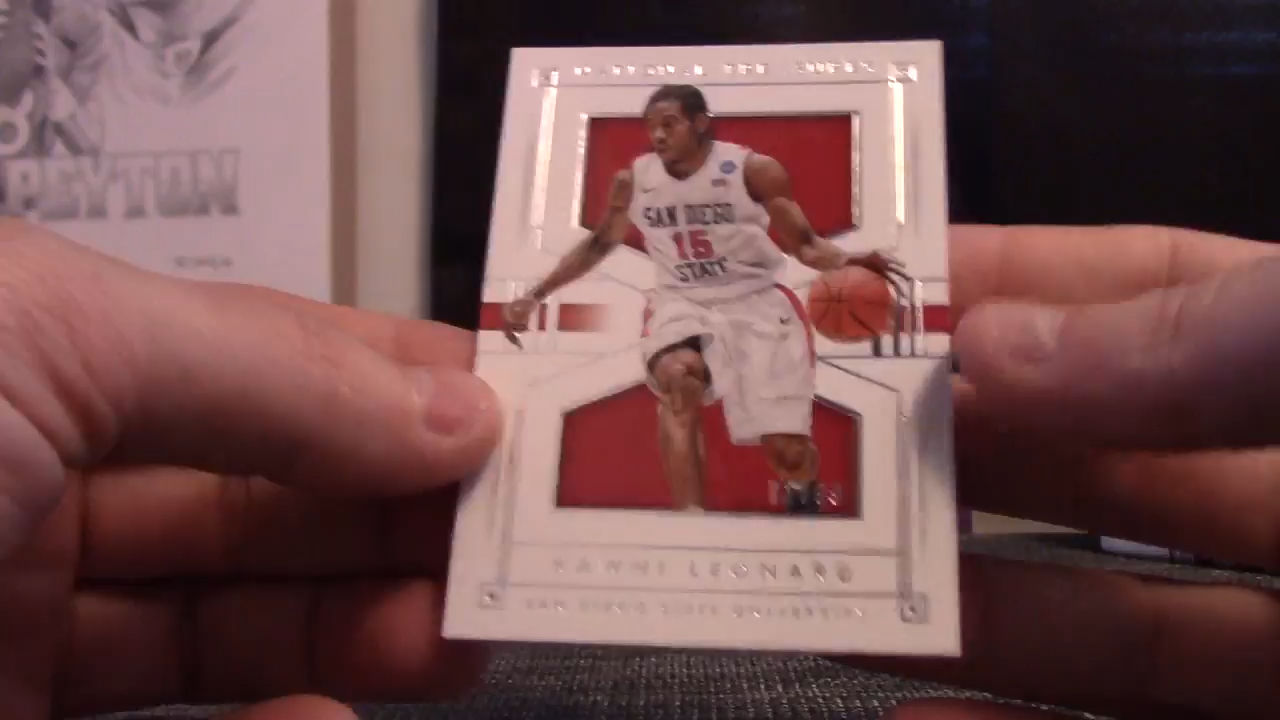 PEYTON
SAN DIEGO
15
STATE
KAWHI LEONARD
SAN DIEGO STATE UNIVERSITY